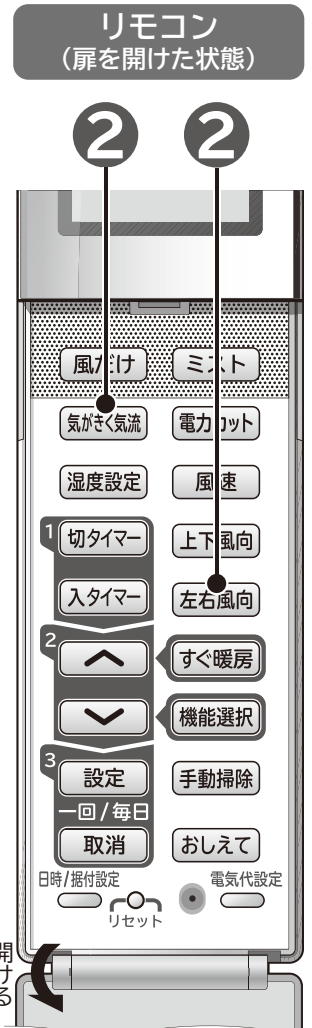 リモコン
（扉を開けた状態）
2 2
風だけ ミスト
気がきく気流 電力カット
湿度設定 風速
1 切タイマー 上下風向
入タイマー 左右風向
2 すぐ暖房
機能選択
3 設定 手動掃除
一回/毎日
取消 おしえて
日時/据付設定 電気代設定
リセット
開ける